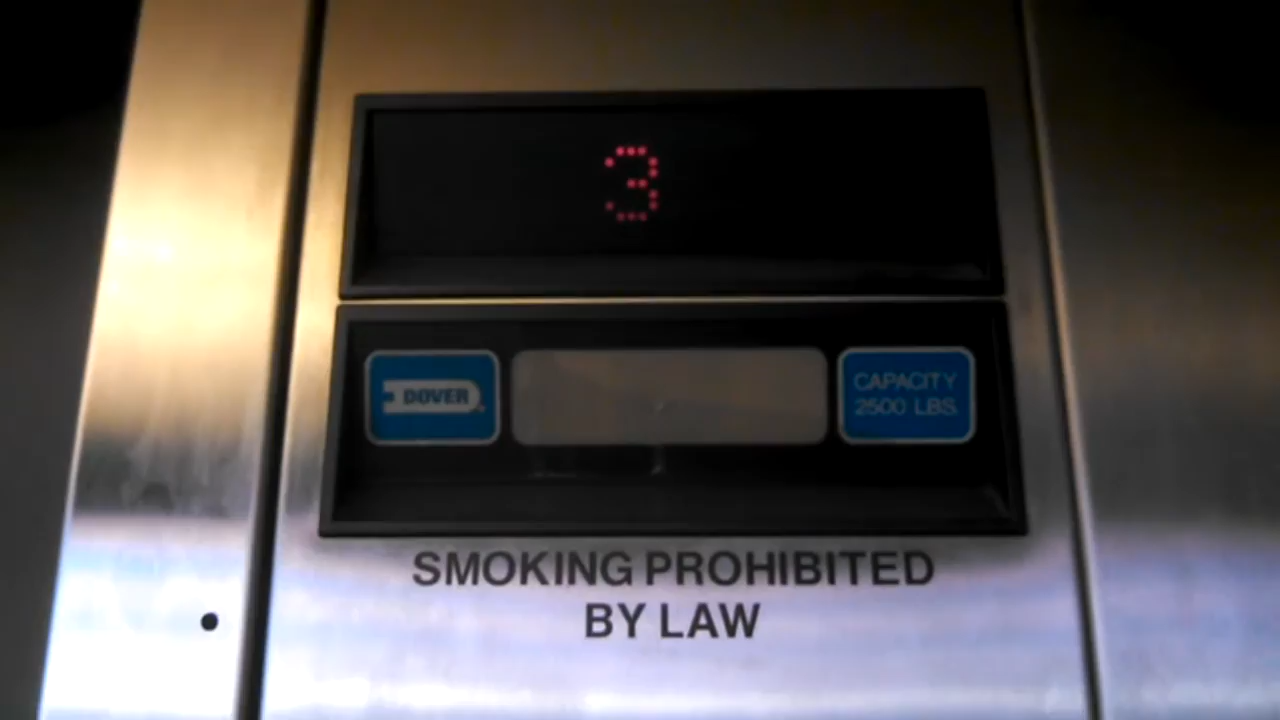 3
DOVER
CAPACITY
2500 LBS.
SMOKING PROHIBITED
BY LAW